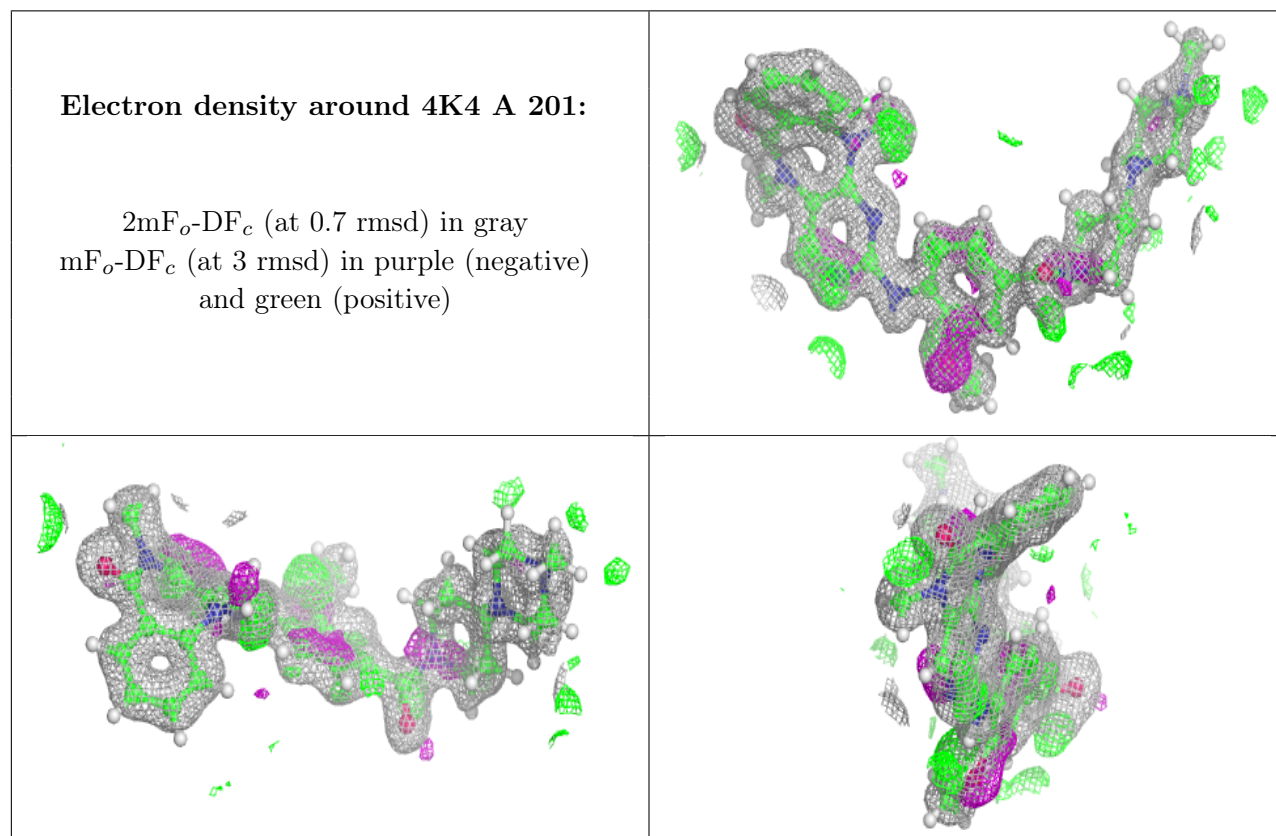 Electron density around 4K4 A 201:
2mFₒ-DF𝒸 (at 0.7 rmsd) in gray
mFₒ-DF𝒸 (at 3 rmsd) in purple (negative)
and green (positive)